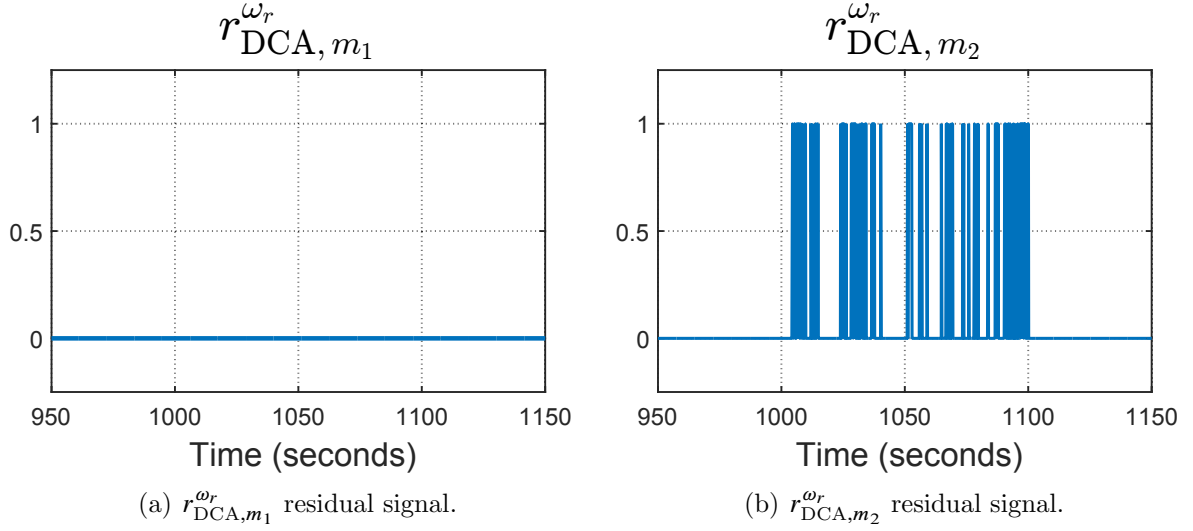 r^{ω_r}_{DCA, m_1}
1
0.5
0
950 1000 1050 1100 1150
Time (seconds)
(a) r^{ω_r}_{DCA,m_1} residual signal.
r^{ω_r}_{DCA, m_2}
1
0.5
0
950 1000 1050 1100 1150
Time (seconds)
(b) r^{ω_r}_{DCA,m_2} residual signal.